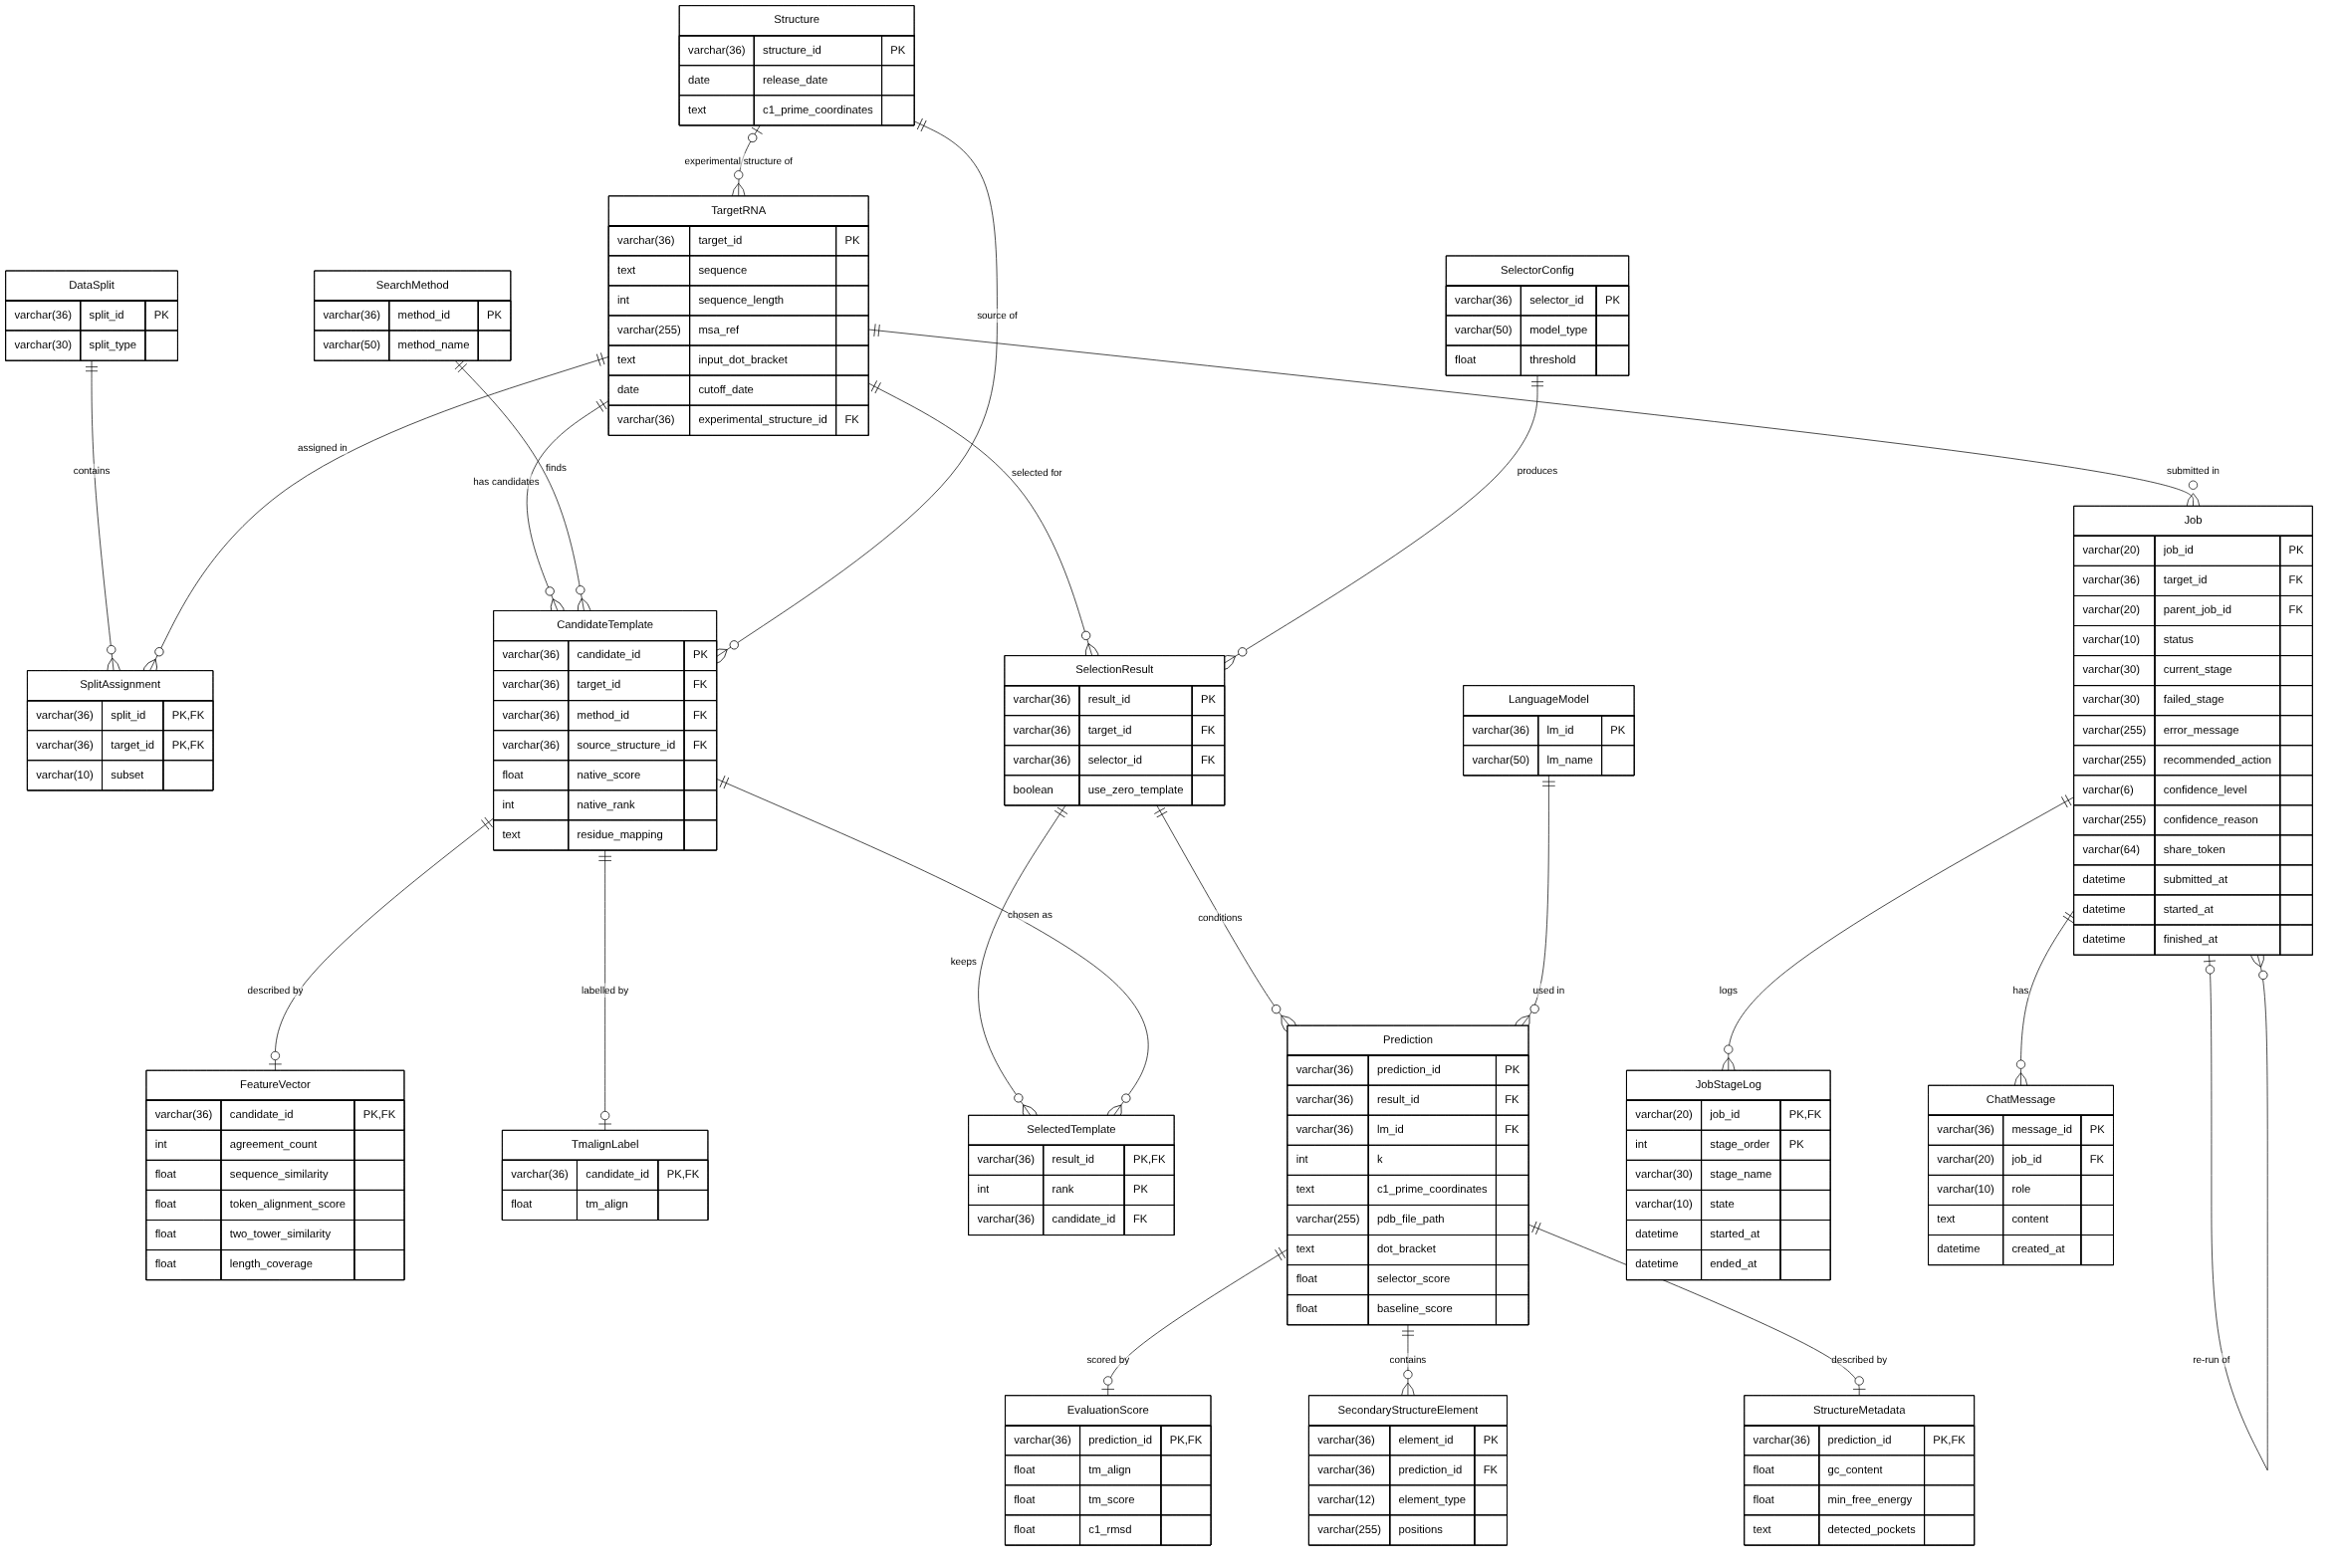 Structure
varchar(36) structure_id PK
date release_date
text c1_prime_coordinates
experimental structure of
source of
TargetRNA
varchar(36) target_id PK
text sequence
int sequence_length
varchar(255) msa_ref
text input_dot_bracket
date cutoff_date
varchar(36) experimental_structure_id FK
DataSplit
varchar(36) split_id PK
varchar(30) split_type
SearchMethod
varchar(36) method_id PK
varchar(50) method_name
SelectorConfig
varchar(36) selector_id PK
varchar(50) model_type
float threshold
contains
assigned in
has candidates
finds
selected for
produces
submitted in
SplitAssignment
varchar(36) split_id PK,FK
varchar(36) target_id PK,FK
varchar(10) subset
CandidateTemplate
varchar(36) candidate_id PK
varchar(36) target_id FK
varchar(36) method_id FK
varchar(36) source_structure_id FK
float native_score
int native_rank
text residue_mapping
SelectionResult
varchar(36) result_id PK
varchar(36) target_id FK
varchar(36) selector_id FK
boolean use_zero_template
LanguageModel
varchar(36) lm_id PK
varchar(50) lm_name
Job
varchar(20) job_id PK
varchar(36) target_id FK
varchar(20) parent_job_id FK
varchar(10) status
varchar(30) current_stage
varchar(30) failed_stage
varchar(255) error_message
varchar(255) recommended_action
varchar(6) confidence_level
varchar(255) confidence_reason
varchar(64) share_token
datetime submitted_at
datetime started_at
datetime finished_at
described by
labelled by
keeps
chosen as
conditions
used in
logs
has
re-run of
FeatureVector
varchar(36) candidate_id PK,FK
int agreement_count
float sequence_similarity
float token_alignment_score
float two_tower_similarity
float length_coverage
TmalignLabel
varchar(36) candidate_id PK,FK
float tm_align
SelectedTemplate
varchar(36) result_id PK,FK
int rank PK
varchar(36) candidate_id FK
Prediction
varchar(36) prediction_id PK
varchar(36) result_id FK
varchar(36) lm_id FK
int k
text c1_prime_coordinates
varchar(255) pdb_file_path
text dot_bracket
float selector_score
float baseline_score
JobStageLog
varchar(20) job_id PK,FK
int stage_order PK
varchar(30) stage_name
varchar(10) state
datetime started_at
datetime ended_at
ChatMessage
varchar(36) message_id PK
varchar(20) job_id FK
varchar(10) role
text content
datetime created_at
scored by
contains
described by
EvaluationScore
varchar(36) prediction_id PK,FK
float tm_align
float tm_score
float c1_rmsd
SecondaryStructureElement
varchar(36) element_id PK
varchar(36) prediction_id FK
varchar(12) element_type
varchar(255) positions
StructureMetadata
varchar(36) prediction_id PK,FK
float gc_content
float min_free_energy
text detected_pockets